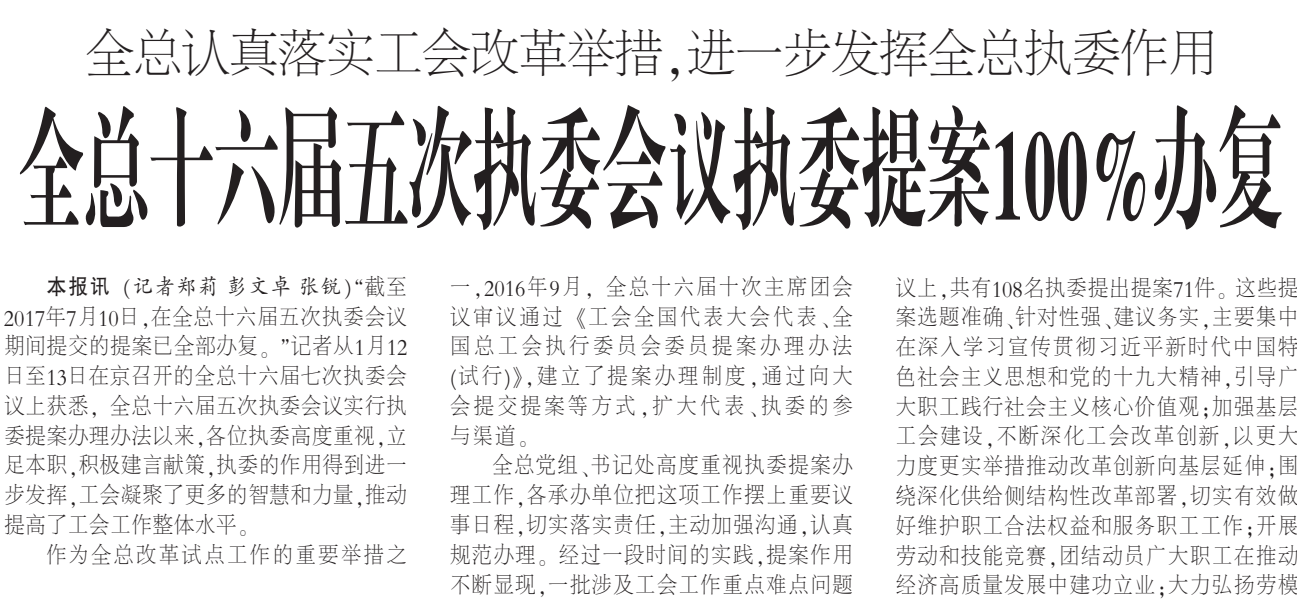 全总认真落实工会改革举措,进一步发挥全总执委作用
全总十六届五次执委会议执委提案100%办复
本报讯 (记者郑莉 彭文卓 张锐)“截至
2017年7月10日,在全总十六届五次执委会议
期间提交的提案已全部办复。”记者从1月12
日至13日在京召开的全总十六届七次执委会
议上获悉, 全总十六届五次执委会议实行执
委提案办理办法以来,各位执委高度重视,立
足本职,积极建言献策,执委的作用得到进一
步发挥,工会凝聚了更多的智慧和力量,推动
提高了工会工作整体水平。
作为全总改革试点工作的重要举措之
一,2016年9月, 全总十六届十次主席团会
议审议通过《工会全国代表大会代表、全
国总工会执行委员会委员提案办理办法
(试行)》,建立了提案办理制度,通过向大
会提交提案等方式,扩大代表、执委的参
与渠道。
全总党组、书记处高度重视执委提案办
理工作,各承办单位把这项工作摆上重要议
事日程,切实落实责任,主动加强沟通,认真
规范办理。经过一段时间的实践,提案作用
不断显现,一批涉及工会工作重点难点问题
议上,共有108名执委提出提案71件。这些提
案选题准确、针对性强、建议务实,主要集中
在深入学习宣传贯彻习近平新时代中国特
色社会主义思想和党的十九大精神,引导广
大职工践行社会主义核心价值观;加强基层
工会建设,不断深化工会改革创新,以更大
力度更实举措推动改革创新向基层延伸;围
绕深化供给侧结构性改革部署,切实有效做
好维护职工合法权益和服务职工工作;开展
劳动和技能竞赛,团结动员广大职工在推动
经济高质量发展中建功立业;大力弘扬劳模